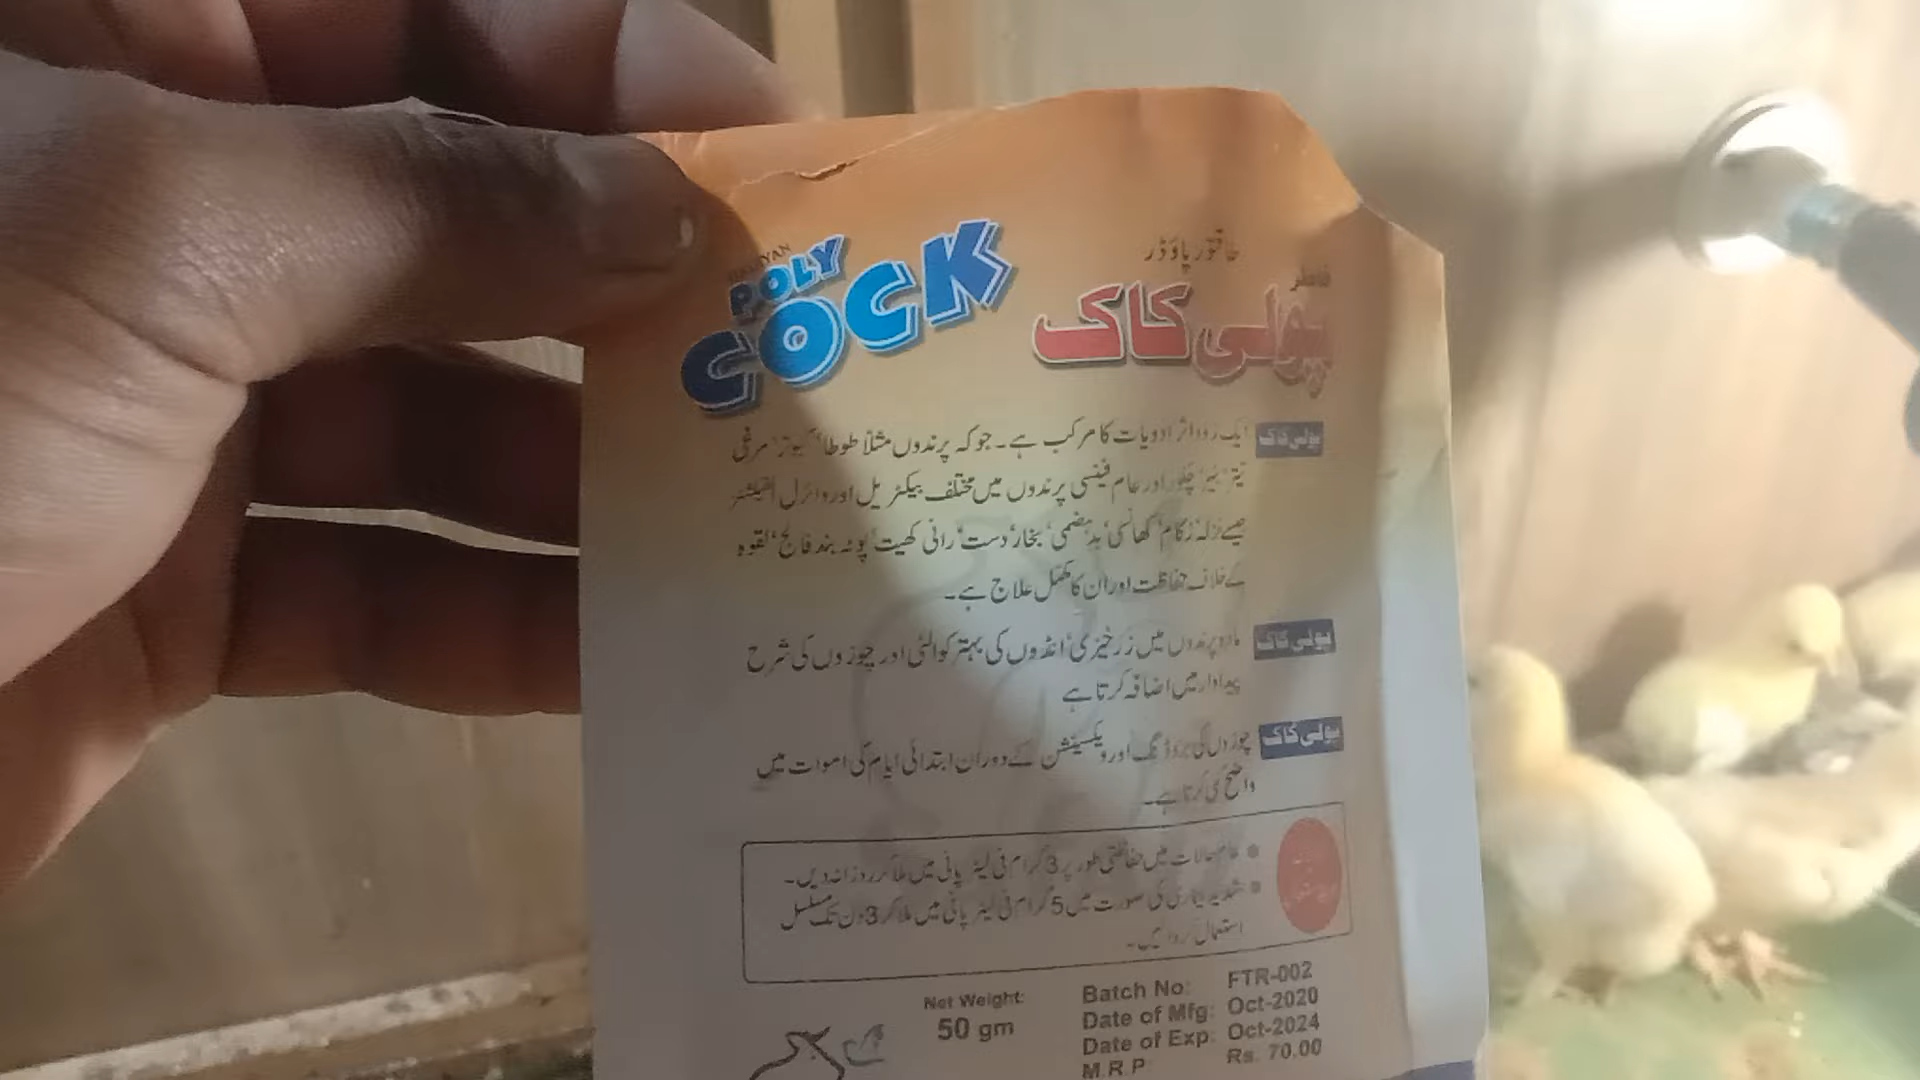 POLY
COCK
طاقتور پاؤڈر
پولی کاک
پولی کاک ایک زود اثر ادویات کا مرکب ہے۔ جو کہ پرندوں مثلاً طوطا' کبوتر' مرغی
تیتر' بٹیر' چکور اور عام فینسی پرندوں میں مختلف بیکٹریل اور وائرل انفیکشنز
جیسے نزلہ' زکام' کھانسی' بدہضمی' بخار' دست' رانی کھیت' پوٹہ بند فالج' لقوہ
کے خلاف حفاظت اور ان کا مکمل علاج ہے۔
پولی کاک مادہ پرندوں میں زرخیزی' انڈوں کی بہتر کوالٹی اور چوزوں کی شرح
پیداوار میں اضافہ کرتا ہے
پولی کاک چوزوں کی بروڈنگ اور ویکسینیشن کے دوران ابتدائی ایام کی اموات میں
واضح کمی کرتا ہے۔
عام حالات میں حفاظتی طور پر 3 گرام فی لیٹر پانی میں ملا کر روزانہ دیں۔
شدید بیماری کی صورت میں 5 گرام فی لیٹر پانی میں ملا کر 3 دن تک مسلسل
استعمال کروائیں۔
Net Weight:
50 gm
Batch No: FTR-002
Date of Mfg: Oct-2020
Date of Exp: Oct-2024
M.R.P: Rs. 70.00